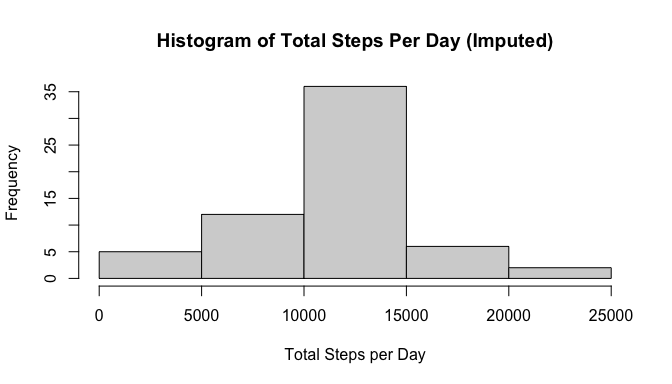 Histogram of Total Steps Per Day (Imputed)
Frequency
35
25
15
5
0
0 5000 10000 15000 20000 25000
Total Steps per Day